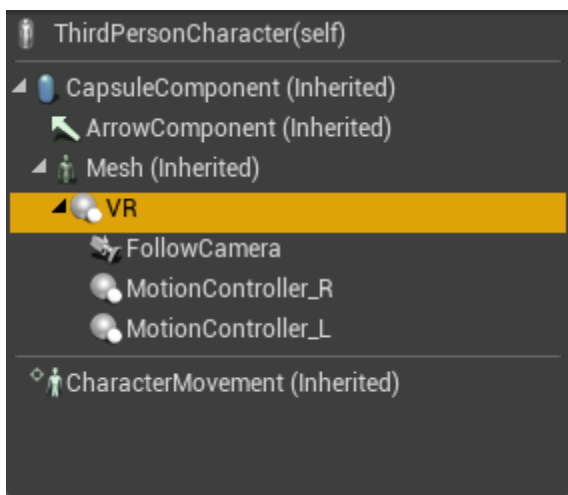 ThirdPersonCharacter(self)
CapsuleComponent (Inherited)
ArrowComponent (Inherited)
Mesh (Inherited)
VR
FollowCamera
MotionController_R
MotionController_L
CharacterMovement (Inherited)